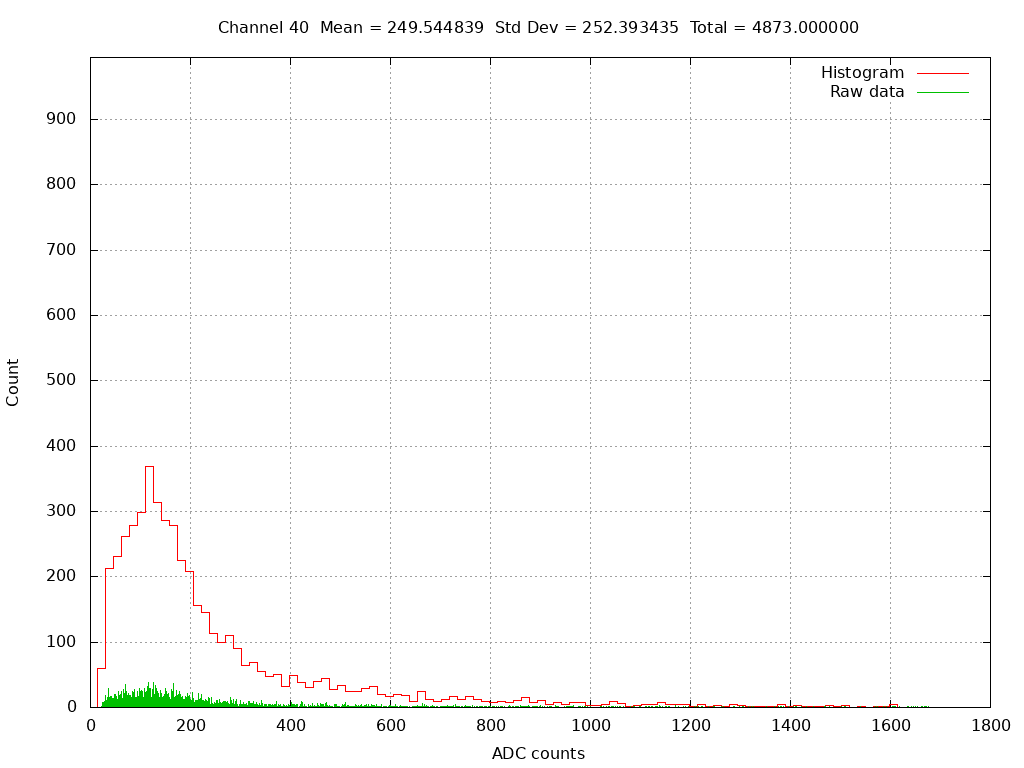 Channel 40  Mean = 249.544839  Std Dev = 252.393435  Total = 4873.000000
Histogram
Raw data
900
800
700
600
500
400
300
200
100
0
Count
0 200 400 600 800 1000 1200 1400 1600 1800
ADC counts